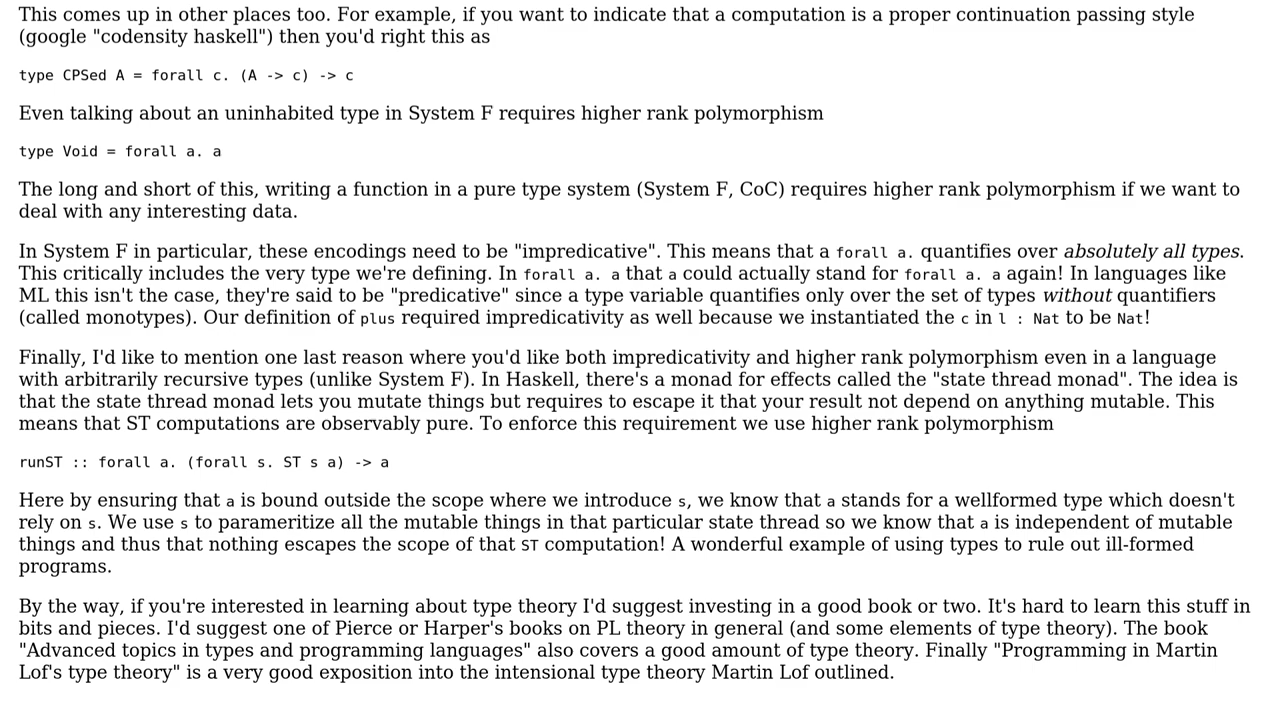 This comes up in other places too. For example, if you want to indicate that a computation is a proper continuation passing style
(google "codensity haskell") then you'd right this as
type CPSed A = forall c. (A -> c) -> c
Even talking about an uninhabited type in System F requires higher rank polymorphism
type Void = forall a. a
The long and short of this, writing a function in a pure type system (System F, CoC) requires higher rank polymorphism if we want to
deal with any interesting data.
In System F in particular, these encodings need to be "impredicative". This means that a forall a. quantifies over absolutely all types.
This critically includes the very type we're defining. In forall a. a that a could actually stand for forall a. a again! In languages like
ML this isn't the case, they're said to be "predicative" since a type variable quantifies only over the set of types without quantifiers
(called monotypes). Our definition of plus required impredicativity as well because we instantiated the c in l : Nat to be Nat!
Finally, I'd like to mention one last reason where you'd like both impredicativity and higher rank polymorphism even in a language
with arbitrarily recursive types (unlike System F). In Haskell, there's a monad for effects called the "state thread monad". The idea is
that the state thread monad lets you mutate things but requires to escape it that your result not depend on anything mutable. This
means that ST computations are observably pure. To enforce this requirement we use higher rank polymorphism
runST :: forall a. (forall s. ST s a) -> a
Here by ensuring that a is bound outside the scope where we introduce s, we know that a stands for a wellformed type which doesn't
rely on s. We use s to parameritize all the mutable things in that particular state thread so we know that a is independent of mutable
things and thus that nothing escapes the scope of that ST computation! A wonderful example of using types to rule out ill-formed
programs.
By the way, if you're interested in learning about type theory I'd suggest investing in a good book or two. It's hard to learn this stuff in
bits and pieces. I'd suggest one of Pierce or Harper's books on PL theory in general (and some elements of type theory). The book
"Advanced topics in types and programming languages" also covers a good amount of type theory. Finally "Programming in Martin
Lof's type theory" is a very good exposition into the intensional type theory Martin Lof outlined.